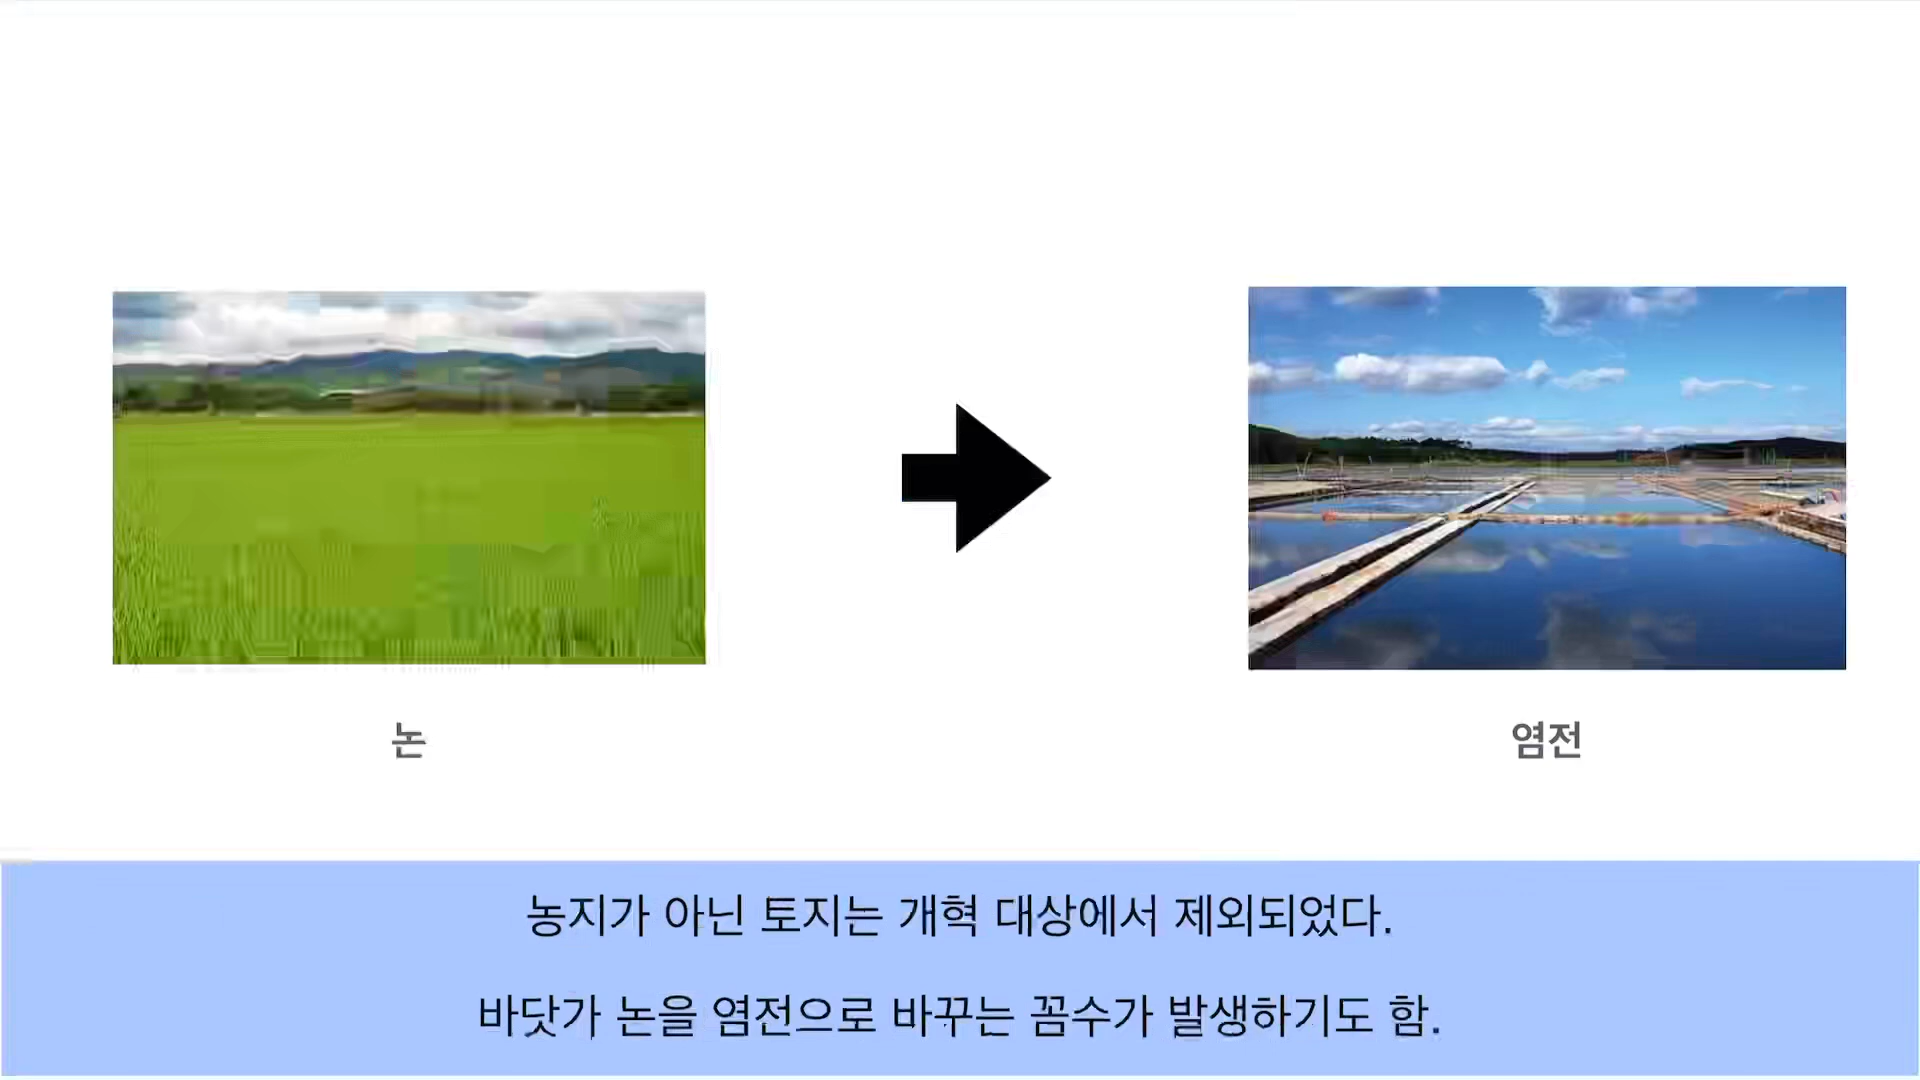 논
염전
농지가 아닌 토지는 개혁 대상에서 제외되었다.
바닷가 논을 염전으로 바꾸는 꼼수가 발생하기도 함.